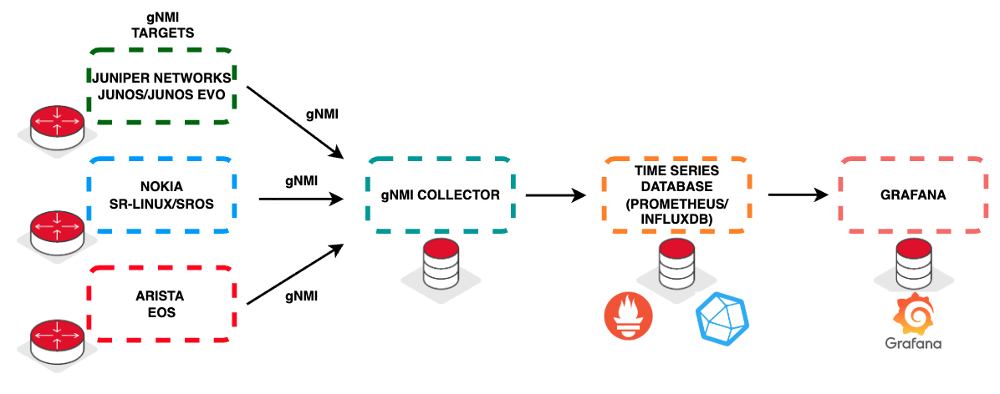 gNMI
TARGETS
JUNIPER NETWORKS
JUNOS/JUNOS EVO
gNMI
NOKIA
SR-LINUX/SROS
gNMI
ARISTA
EOS
gNMI
gNMI COLLECTOR
TIME SERIES
DATABASE
(PROMETHEUS/
INFLUXDB)
GRAFANA
Grafana